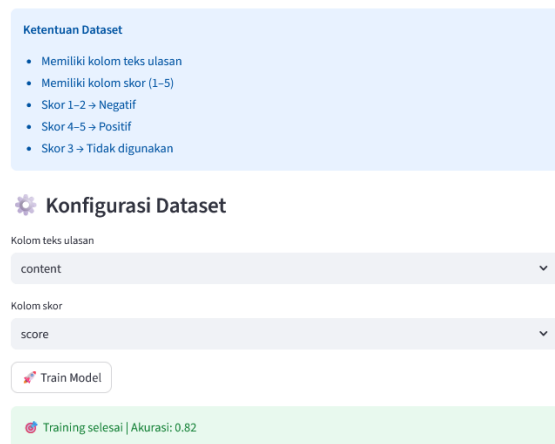 Ketentuan Dataset
• Memiliki kolom teks ulasan
• Memiliki kolom skor (1–5)
• Skor 1–2 → Negatif
• Skor 4–5 → Positif
• Skor 3 → Tidak digunakan
Konfigurasi Dataset
Kolom teks ulasan
content
Kolom skor
score
Train Model
Training selesai | Akurasi: 0.82